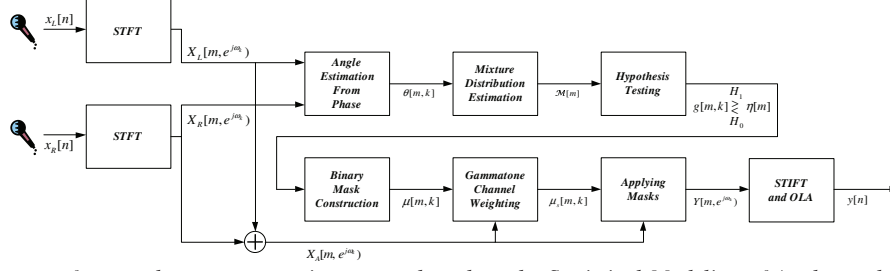 x_L[n]
STFT
X_L[m, e^{jω_k})
Angle
Estimation
From
Phase
θ[m, k]
Mixture
Distribution
Estimation
ℳ[m]
Hypothesis
Testing
H_1
g[m, k] ≷ η[m]
H_0
x_R[n]
STFT
X_R[m, e^{jω_k})
Binary
Mask
Construction
μ[m, k]
Gammatone
Channel
Weighting
μ_s[m, k]
Applying
Masks
Y[m, e^{jω_k})
STIFT
and OLA
y[n]
X_A[m, e^{jω_k})